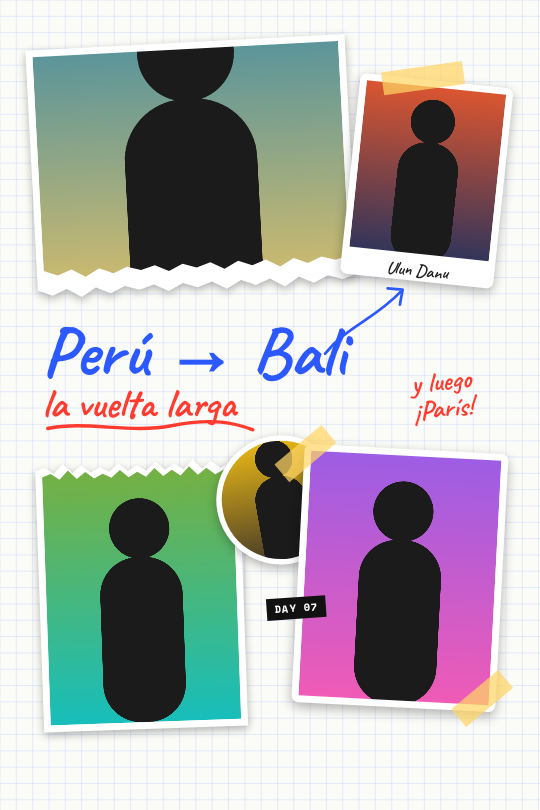 Ulun Danu
Perú → Bali
la vuelta larga
y luego
¡París!
DAY 07